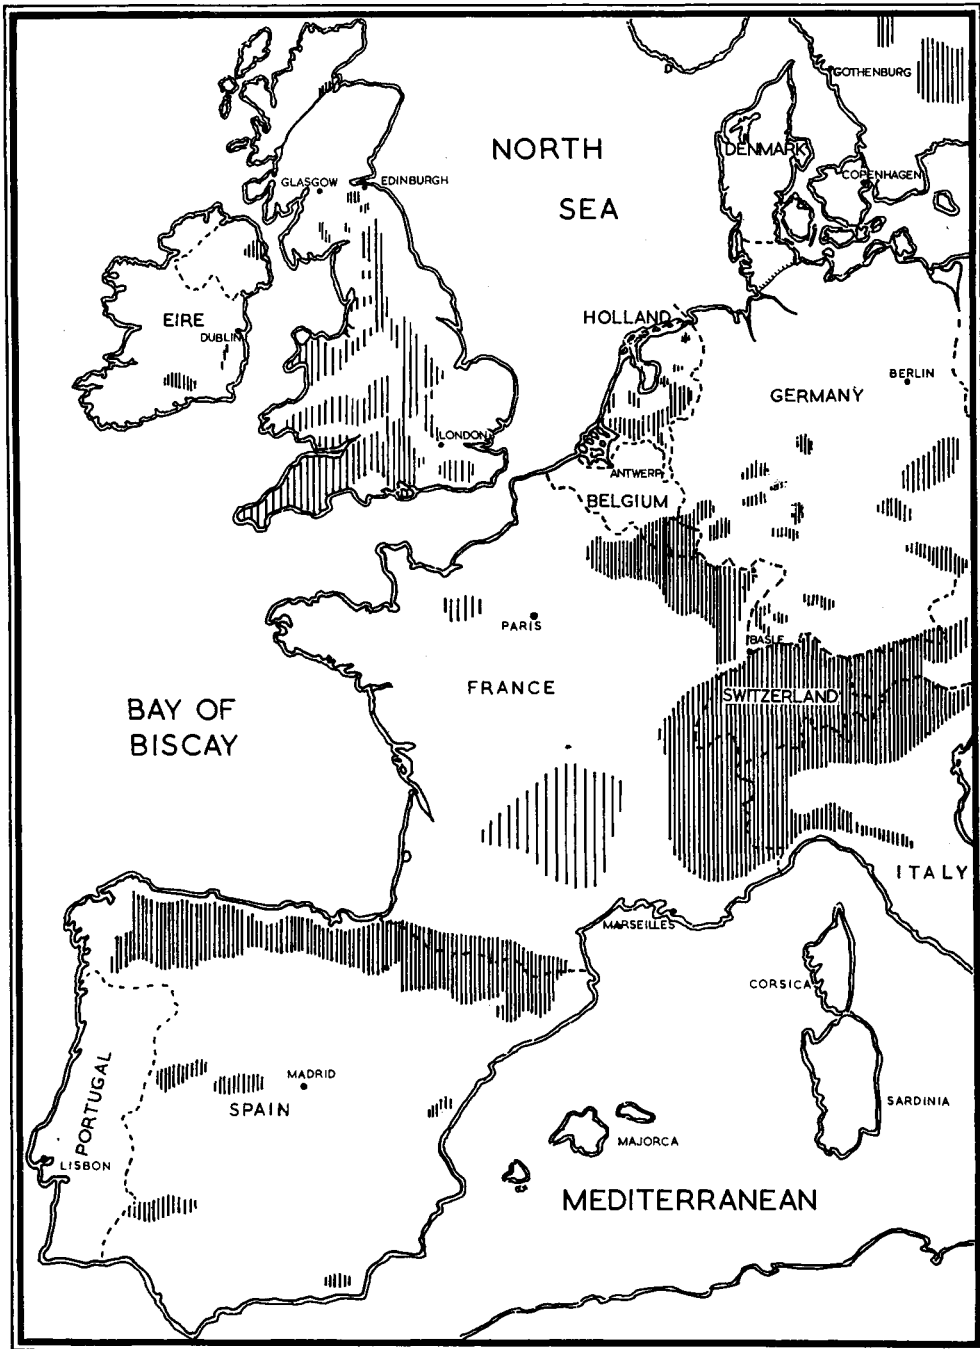 GOTHENBURG
NORTH
SEA
DENMARK
COPENHAGEN
GLASGOW
EDINBURGH
EIRE
DUBLIN
HOLLAND
BERLIN
GERMANY
LONDON
ANTWERP
BELGIUM
PARIS
BASLE
FRANCE
SWITZERLAND
BAY OF
BISCAY
ITALY
MARSEILLES
CORSICA
MADRID
SPAIN
PORTUGAL
LISBON
SARDINIA
MAJORCA
MEDITERRANEAN